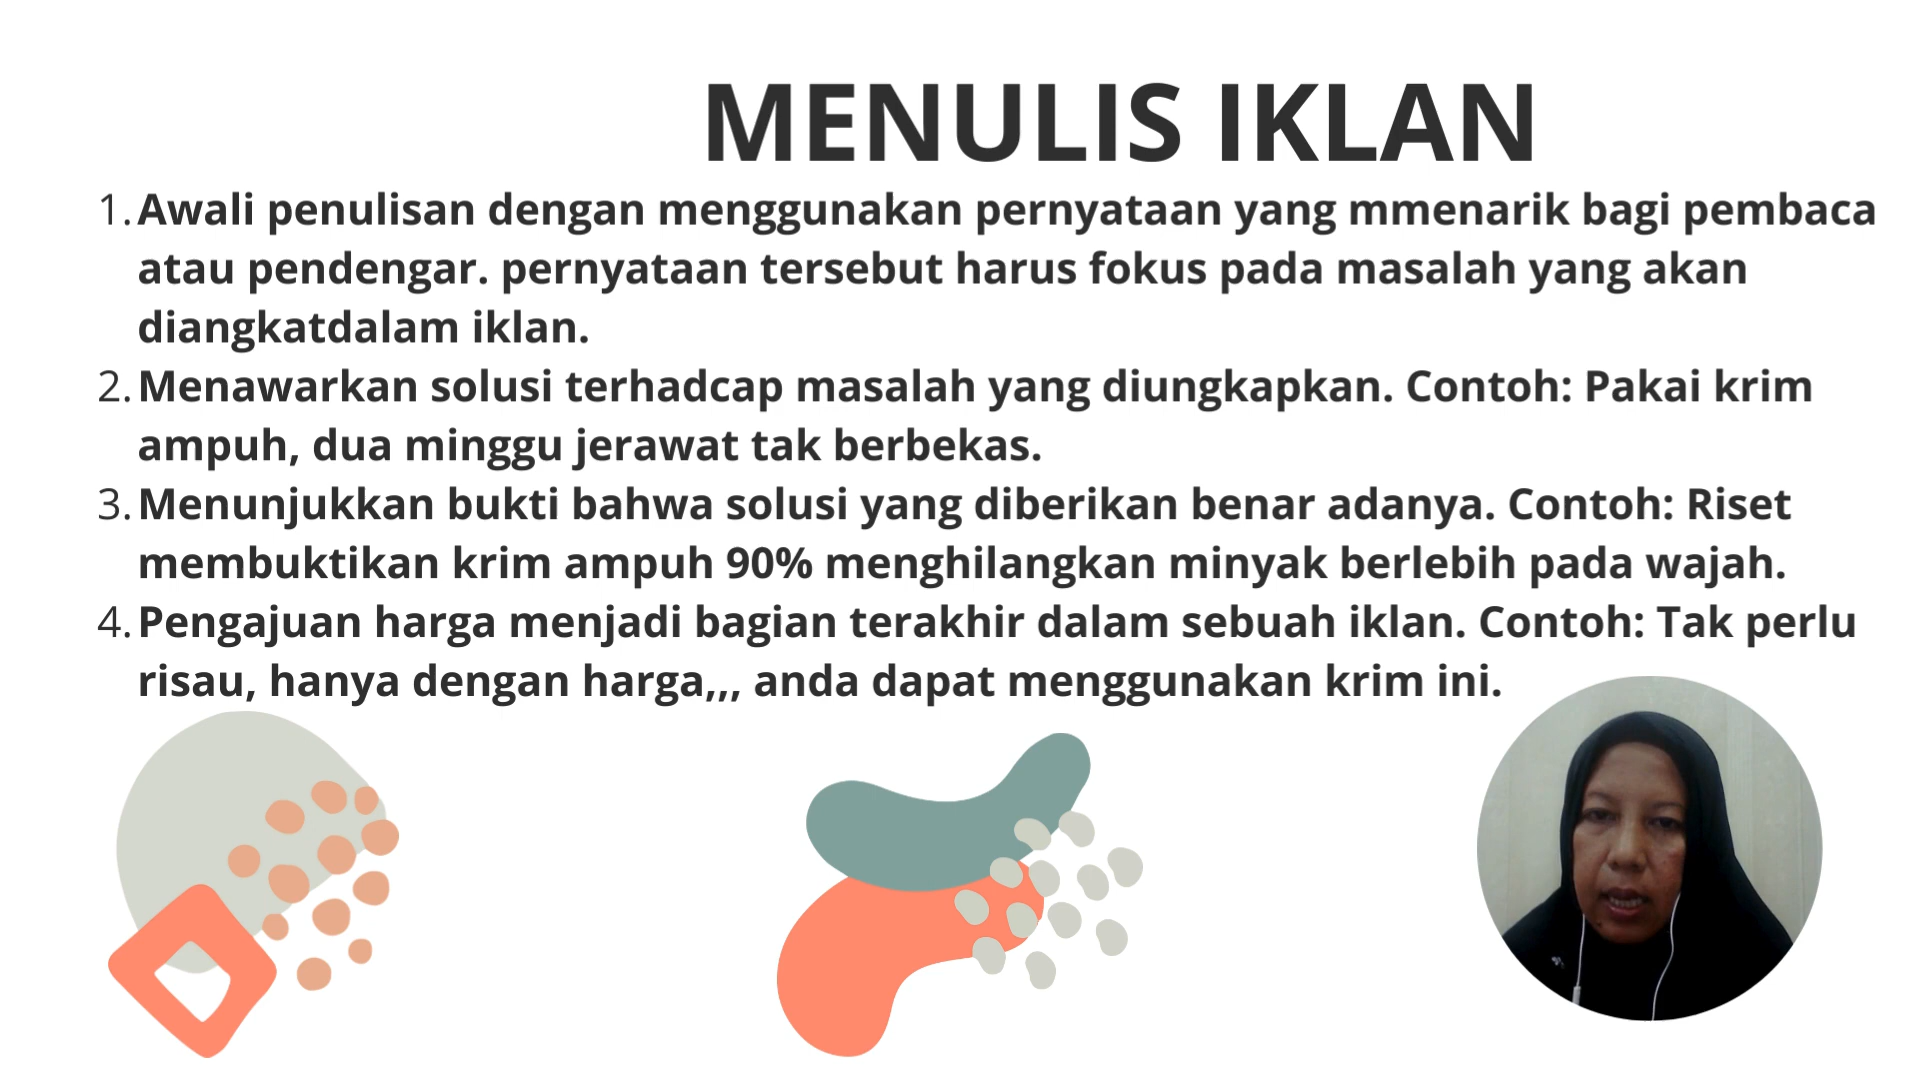 MENULIS IKLAN
1. Awali penulisan dengan menggunakan pernyataan yang mmenarik bagi pembaca
atau pendengar. pernyataan tersebut harus fokus pada masalah yang akan
diangkatdalam iklan.
2. Menawarkan solusi terhadcap masalah yang diungkapkan. Contoh: Pakai krim
ampuh, dua minggu jerawat tak berbekas.
3. Menunjukkan bukti bahwa solusi yang diberikan benar adanya. Contoh: Riset
membuktikan krim ampuh 90% menghilangkan minyak berlebih pada wajah.
4. Pengajuan harga menjadi bagian terakhir dalam sebuah iklan. Contoh: Tak perlu
risau, hanya dengan harga,,, anda dapat menggunakan krim ini.